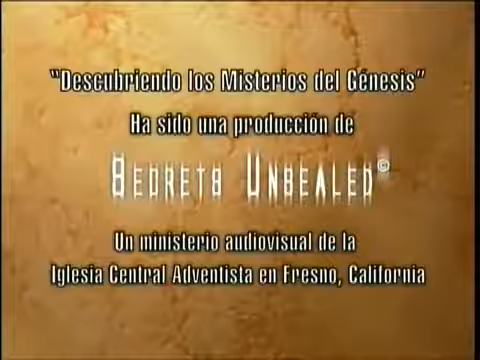 “Descubriendo los Misterios del Génesis”
Ha sido una producción de
SECRETS UNSEALED©
Un ministerio audiovisual de la
Iglesia Central Adventista en Fresno, California